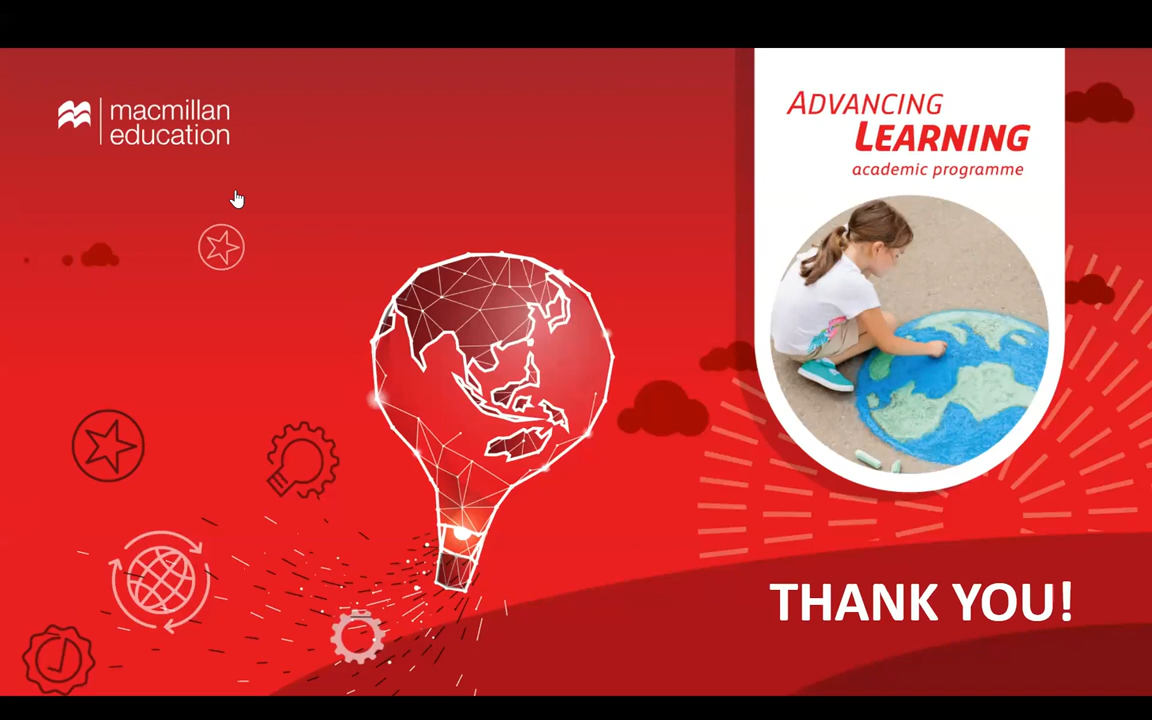 macmillan
education
ADVANCING
LEARNING
academic programme
THANK YOU!